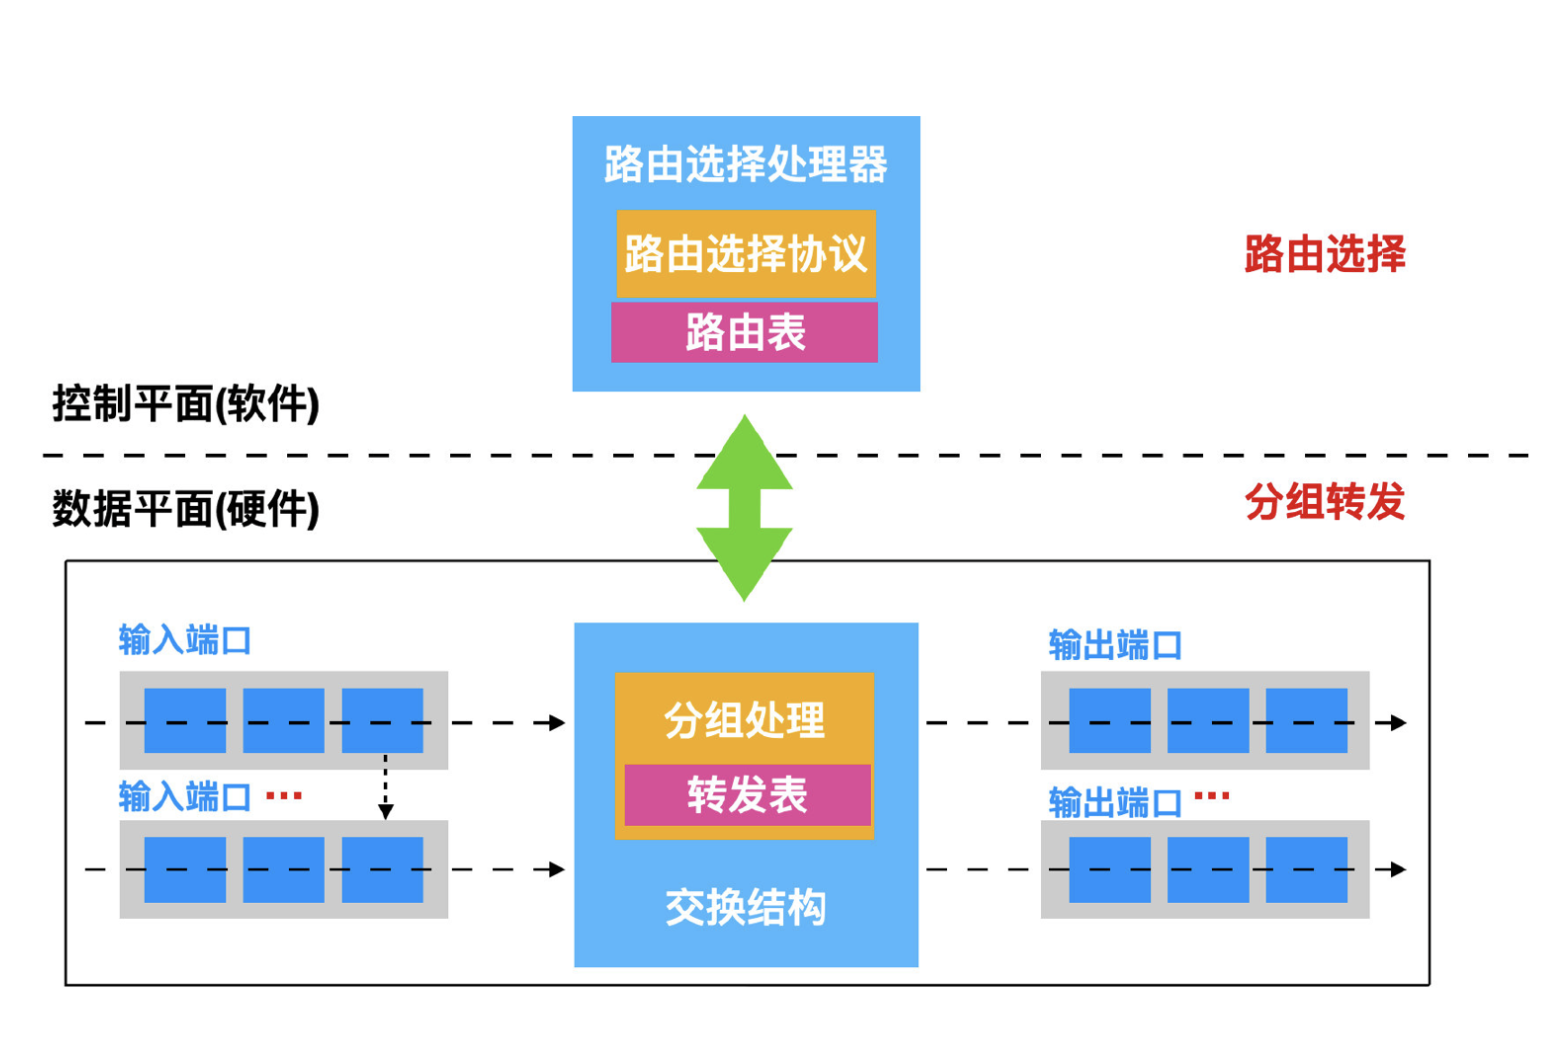 路由选择处理器
路由选择协议
路由选择
路由表
控制平面(软件)
数据平面(硬件)
分组转发
输入端口
输出端口
分组处理
转发表
输入端口 ···
输出端口 ···
交换结构